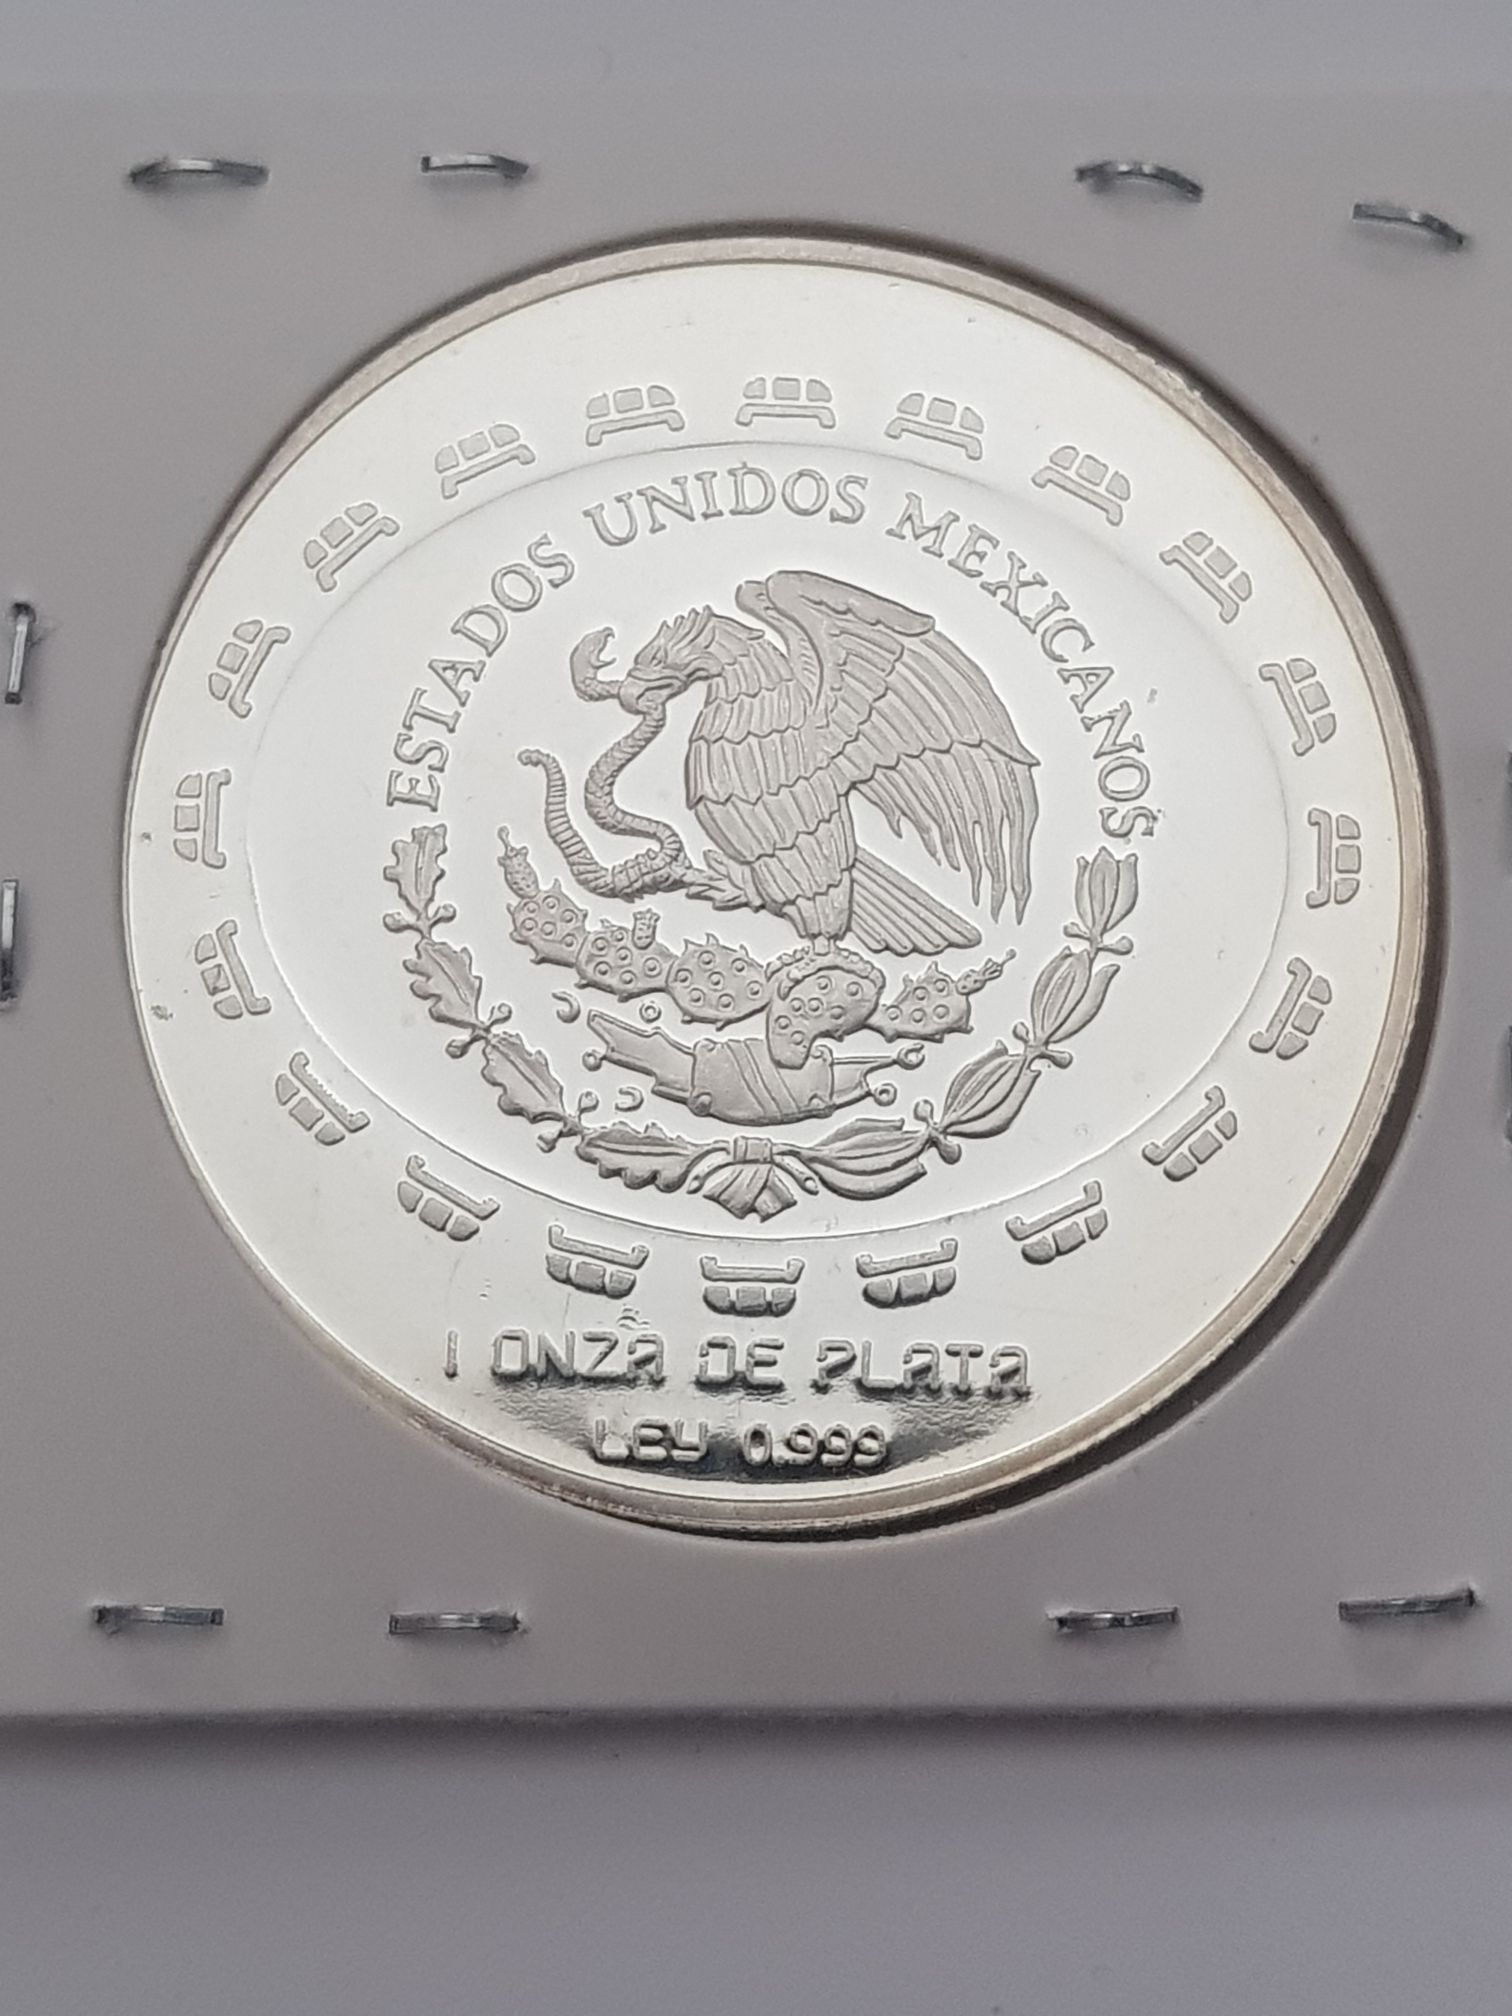 ESTADOS UNIDOS MEXICANOS
1 ONZA DE PLATA
LEY 0.999